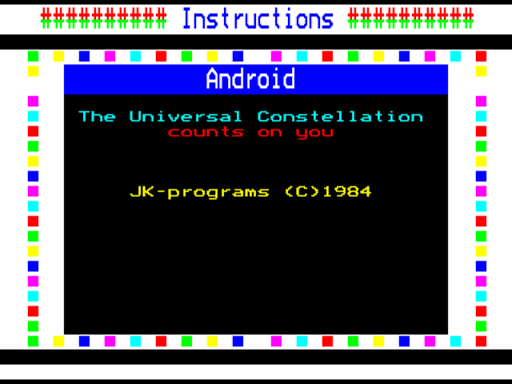 ########## Instructions ##########
Android
The Universal Constellation
counts on you
JK-programs (C)1984